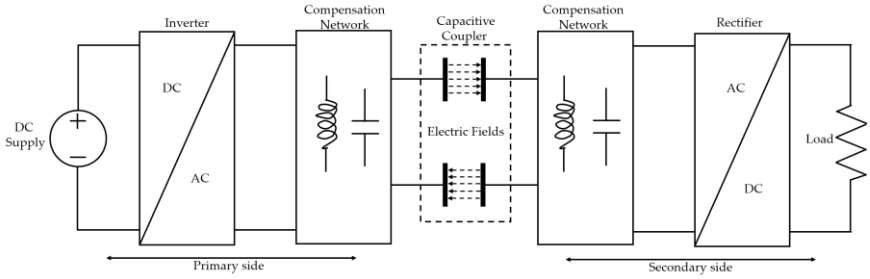 Inverter
Compensation
Network
Capacitive
Coupler
Compensation
Network
Rectifier
DC
AC
DC
Supply
Electric Fields
AC
DC
Load
Primary side
Secondary side